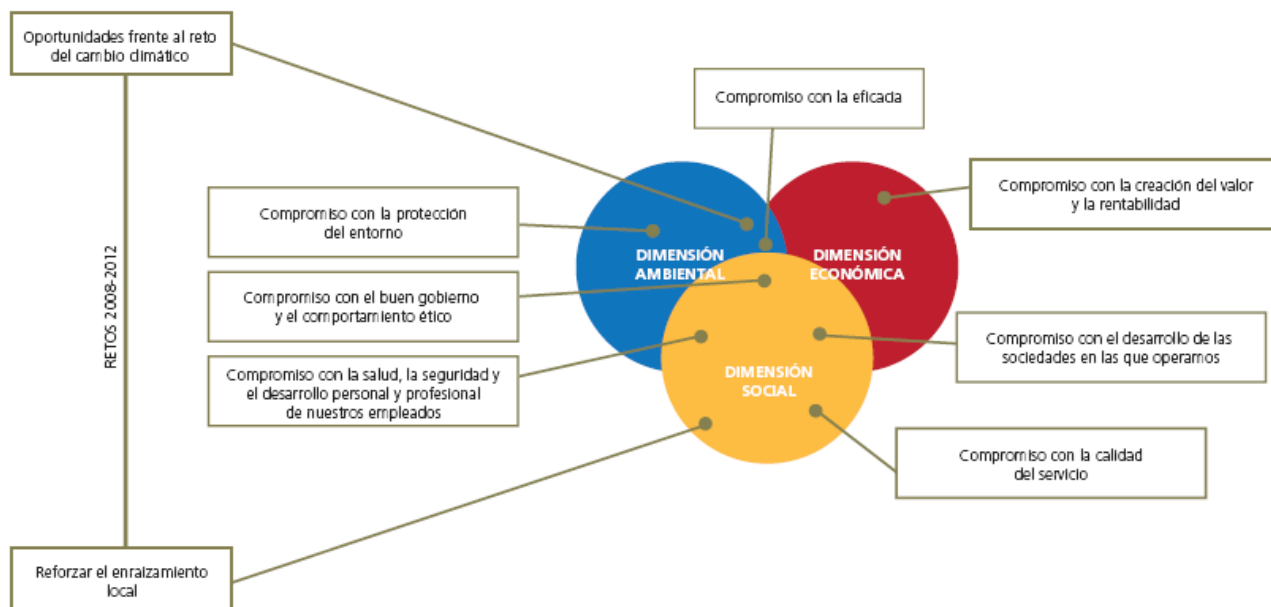 Oportunidades frente al reto
del cambio climático
Compromiso con la eficacia
Compromiso con la creación del valor
y la rentabilidad
Compromiso con la protección
del entorno
DIMENSIÓN
AMBIENTAL
DIMENSIÓN
ECONÓMICA
RETOS 2008-2012
Compromiso con el buen gobierno
y el comportamiento ético
Compromiso con el desarrollo de las
sociedades en las que operamos
Compromiso con la salud, la seguridad y
el desarrollo personal y profesional
de nuestros empleados
DIMENSIÓN
SOCIAL
Compromiso con la calidad
del servicio
Reforzar el enraizamiento
local